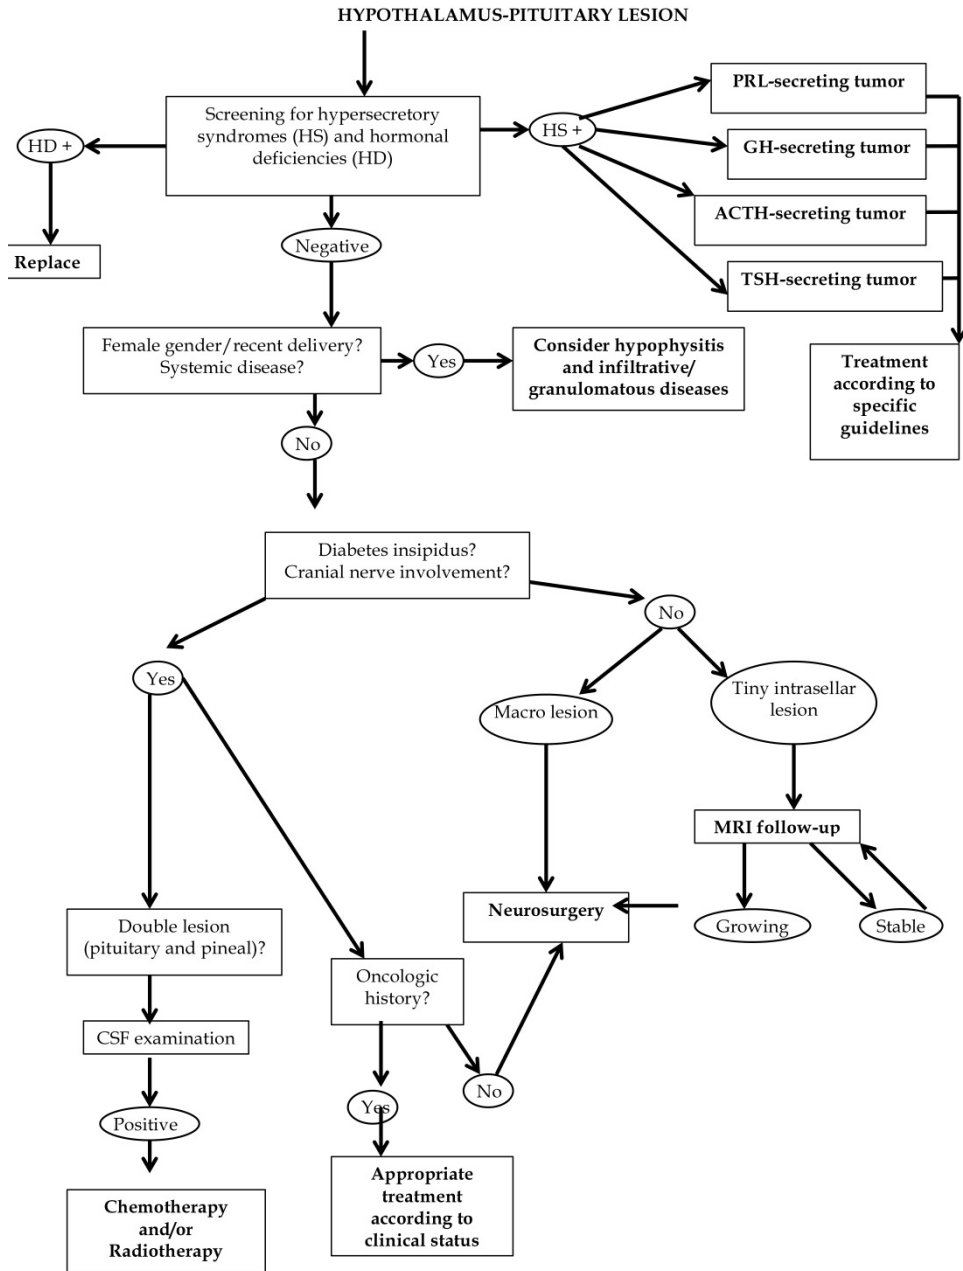 HYPOTHALAMUS-PITUITARY LESION
Screening for hypersecretory
syndromes (HS) and hormonal
deficiencies (HD)
HD +
HS +
PRL-secreting tumor
GH-secreting tumor
ACTH-secreting tumor
TSH-secreting tumor
Replace
Negative
Treatment
according to
specific
guidelines
Female gender/recent delivery?
Systemic disease?
Yes
Consider hypophysitis
and infiltrative/
granulomatous diseases
No
Diabetes insipidus?
Cranial nerve involvement?
No
Yes
Macro lesion
Tiny intrasellar
lesion
MRI follow-up
Neurosurgery
Growing
Stable
Double lesion
(pituitary and pineal)?
Oncologic
history?
CSF examination
No
Yes
Positive
Appropriate
treatment
according to
clinical status
Chemotherapy
and/or
Radiotherapy